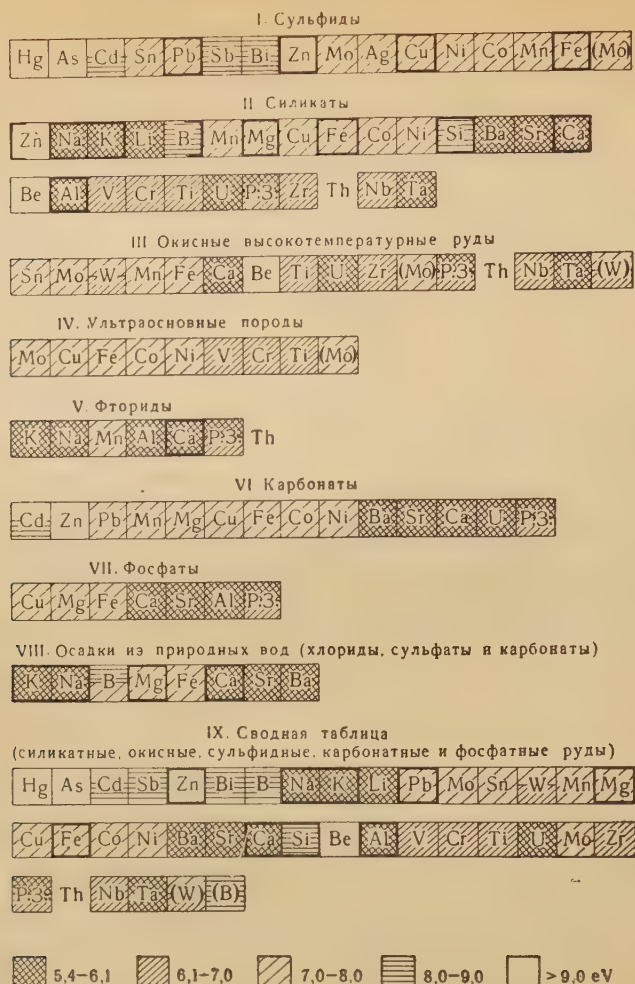 I. Сульфиды
Hg As Cd Sn Pb Sb Bi Zn Mo Ag Cu Ni Co Mn Fe (Mo)
II Силикаты
Zn Na K Li B Mn Mg Cu Fe Co Ni Si Ba Sr Ca
Be Al V Cr Ti U Р.З. Zr Th Nb Ta
III Окисные высокотемпературные руды
Sn Mo W Mn Fe Ca Be Ti U Zr (Mo) Р.З. Th Nb Ta (W)
IV. Ультраосновные породы
Mo Cu Fe Co Ni V Cr Ti (Mo)
V. Фториды
K Na Mn Al Ca Р.З. Th
VI Карбонаты
Cd Zn Pb Mn Mg Cu Fe Co Ni Ba Sr Ca U Р.З.
VII. Фосфаты
Cu Mg Fe Ca Sr Al Р.З.
VIII. Осадки из природных вод (хлориды, сульфаты и карбонаты)
K Na B Mg Fe Ca Sr Ba
IX. Сводная таблица
(силикатные, окисные, сульфидные, карбонатные и фосфатные руды)
Hg As Cd Sb Zn Bi B Na K Li Pb Mo Sn W Mn Mg
Cu Fe Co Ni Ba Sr Ca Si Be Al V Cr Ti U Mo Zr
Р.З. Th Nb Ta (W) (B)
5,4–6,1 6,1–7,0 7,0–8,0 8,0–9,0 >9,0 eV